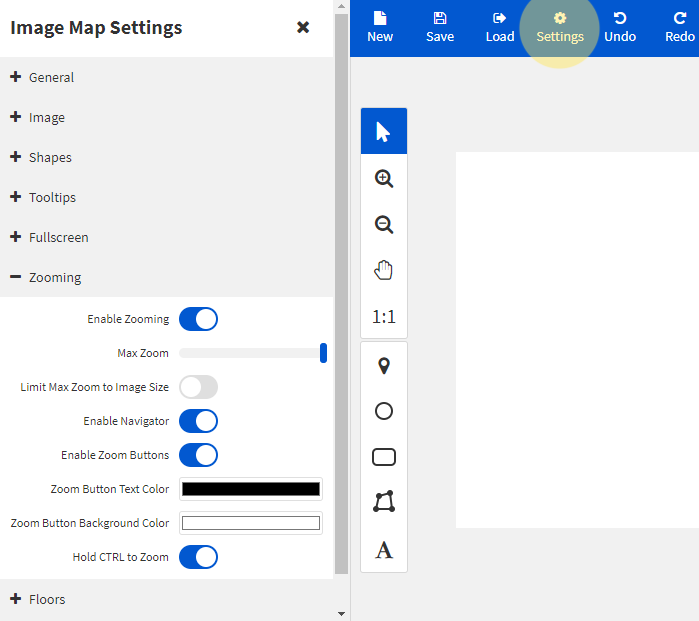 Image Map Settings
New Save Load Settings Undo Redo
General
Image
Shapes
Tooltips
Fullscreen
Zooming
Enable Zooming
Max Zoom
Limit Max Zoom to Image Size
Enable Navigator
Enable Zoom Buttons
Zoom Button Text Color
Zoom Button Background Color
Hold CTRL to Zoom
Floors
1:1
A